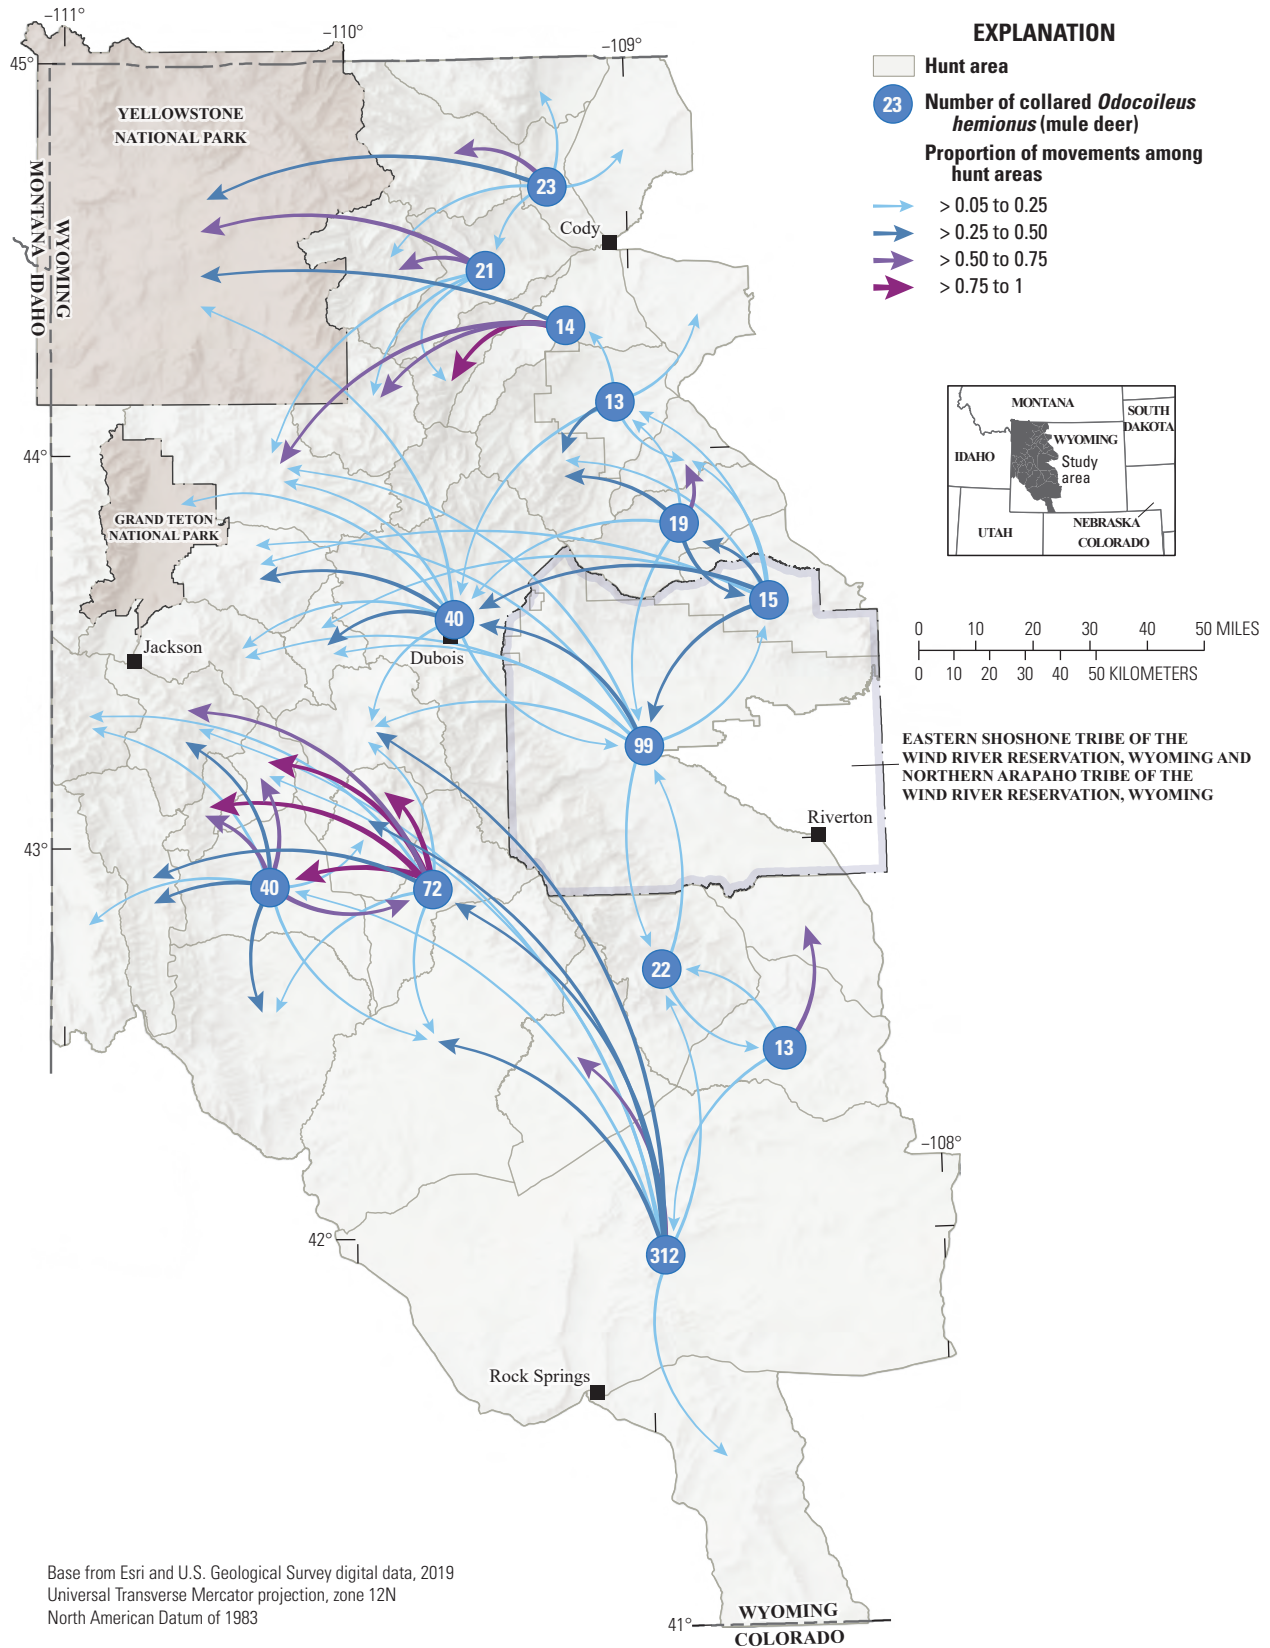 −111°
−110°
−109°
45°
YELLOWSTONE
NATIONAL PARK
MONTANA
IDAHO
WYOMING
23
Cody
21
14
13
44°
GRAND TETON
NATIONAL PARK
19
15
40
Dubois
Jackson
99
Riverton
43°
40
72
22
13
−108°
42°
312
Rock Springs
41°
WYOMING
COLORADO
EXPLANATION
Hunt area
23
Number of collared Odocoileus
hemionus (mule deer)
Proportion of movements among
hunt areas
> 0.05 to 0.25
> 0.25 to 0.50
> 0.50 to 0.75
> 0.75 to 1
MONTANA
SOUTH
DAKOTA
WYOMING
IDAHO
Study
area
NEBRASKA
UTAH
COLORADO
0 10 20 30 40 50 MILES
0 10 20 30 40 50 KILOMETERS
EASTERN SHOSHONE TRIBE OF THE
WIND RIVER RESERVATION, WYOMING AND
NORTHERN ARAPAHO TRIBE OF THE
WIND RIVER RESERVATION, WYOMING
Base from Esri and U.S. Geological Survey digital data, 2019
Universal Transverse Mercator projection, zone 12N
North American Datum of 1983